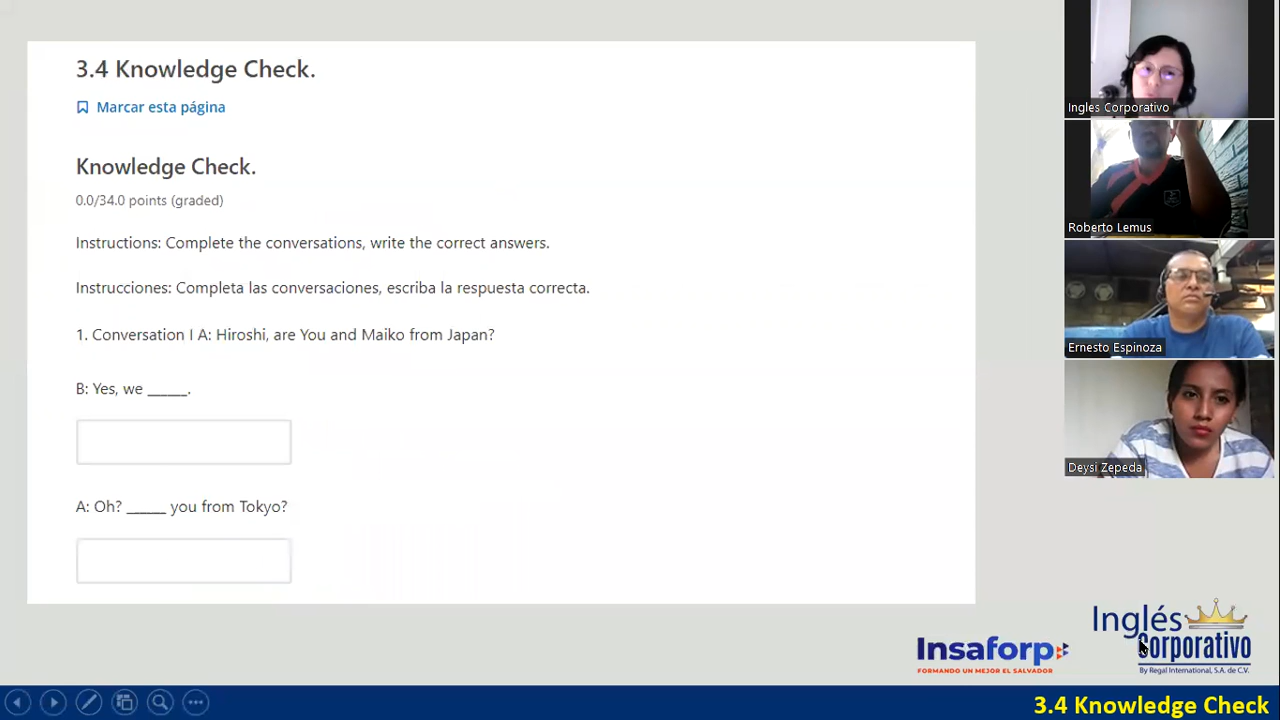 3.4 Knowledge Check.
Marcar esta página
Knowledge Check.
0.0/34.0 points (graded)
Instructions: Complete the conversations, write the correct answers.
Instrucciones: Completa las conversaciones, escriba la respuesta correcta.
1. Conversation I A: Hiroshi, are You and Maiko from Japan?
B: Yes, we ______.
A: Oh? ______ you from Tokyo?
Ingles Corporativo
Roberto Lemus
Ernesto Espinoza
Deysi Zepeda
Insaforp
FORMANDO UN MEJOR EL SALVADOR
Inglés
Corporativo
By Regal International, S.A. de C.V.
3.4 Knowledge Check